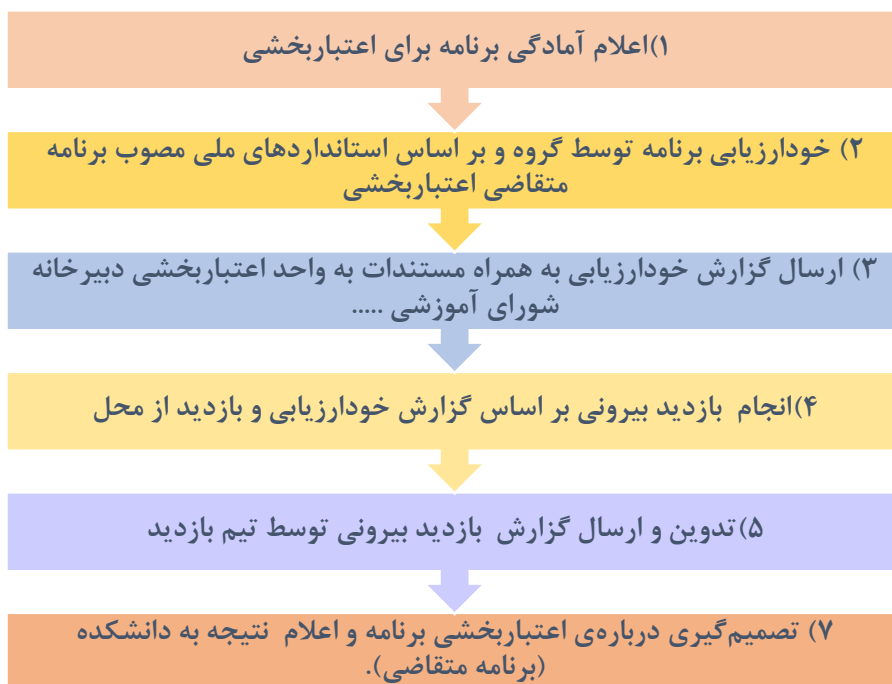 ۱)اعلام آمادگی برنامه برای اعتباربخشی
۲) خودارزیابی برنامه توسط گروه و بر اساس استانداردهای ملی مصوب برنامه
متقاضی اعتباربخشی
۳) ارسال گزارش خودارزیابی به همراه مستندات به واحد اعتباربخشی دبیرخانه
شورای آموزشی .....
۴)انجام بازدید بیرونی بر اساس گزارش خودارزیابی و بازدید از محل
۵)تدوین و ارسال گزارش بازدید بیرونی توسط تیم بازدید
۷) تصمیم‌گیری درباره‌ی اعتباربخشی برنامه و اعلام نتیجه به دانشکده
(برنامه متقاضی).